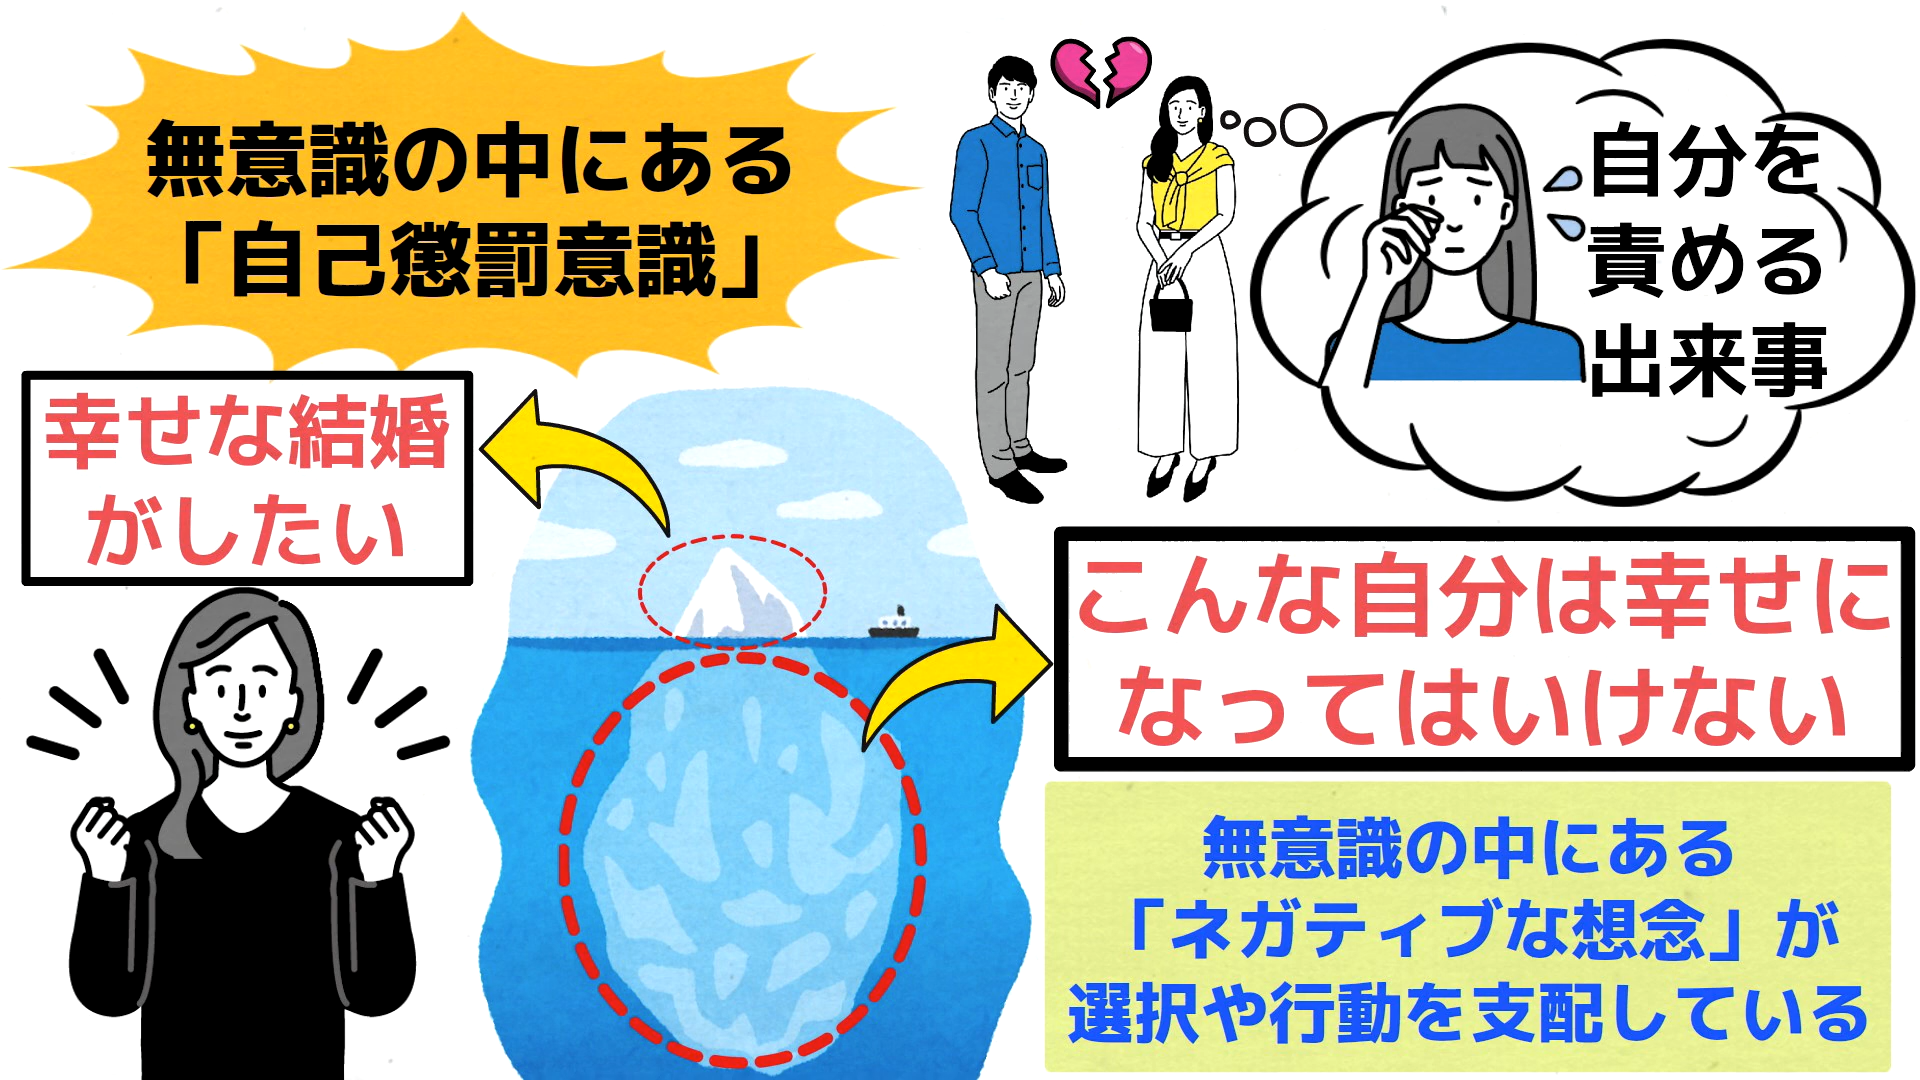 無意識の中にある
「自己懲罰意識」
自分を
責める
出来事
幸せな結婚
がしたい
こんな自分は幸せに
なってはいけない
無意識の中にある
「ネガティブな想念」が
選択や行動を支配している